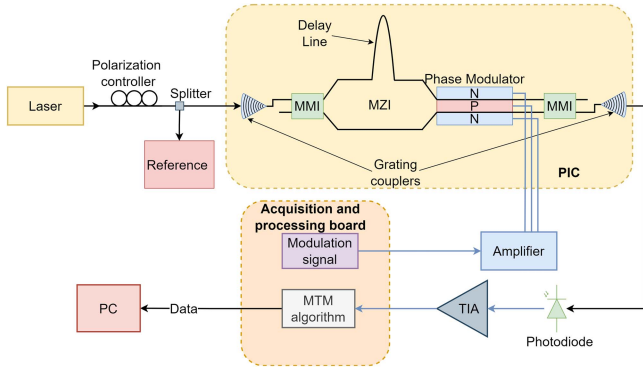 Delay
Line
Polarization
controller
Splitter
Laser
Reference
MMI
MZI
Phase Modulator
N
P
N
MMI
Grating
couplers
PIC
Acquisition and
processing board
Modulation
signal
Amplifier
PC
Data
MTM
algorithm
TIA
Photodiode